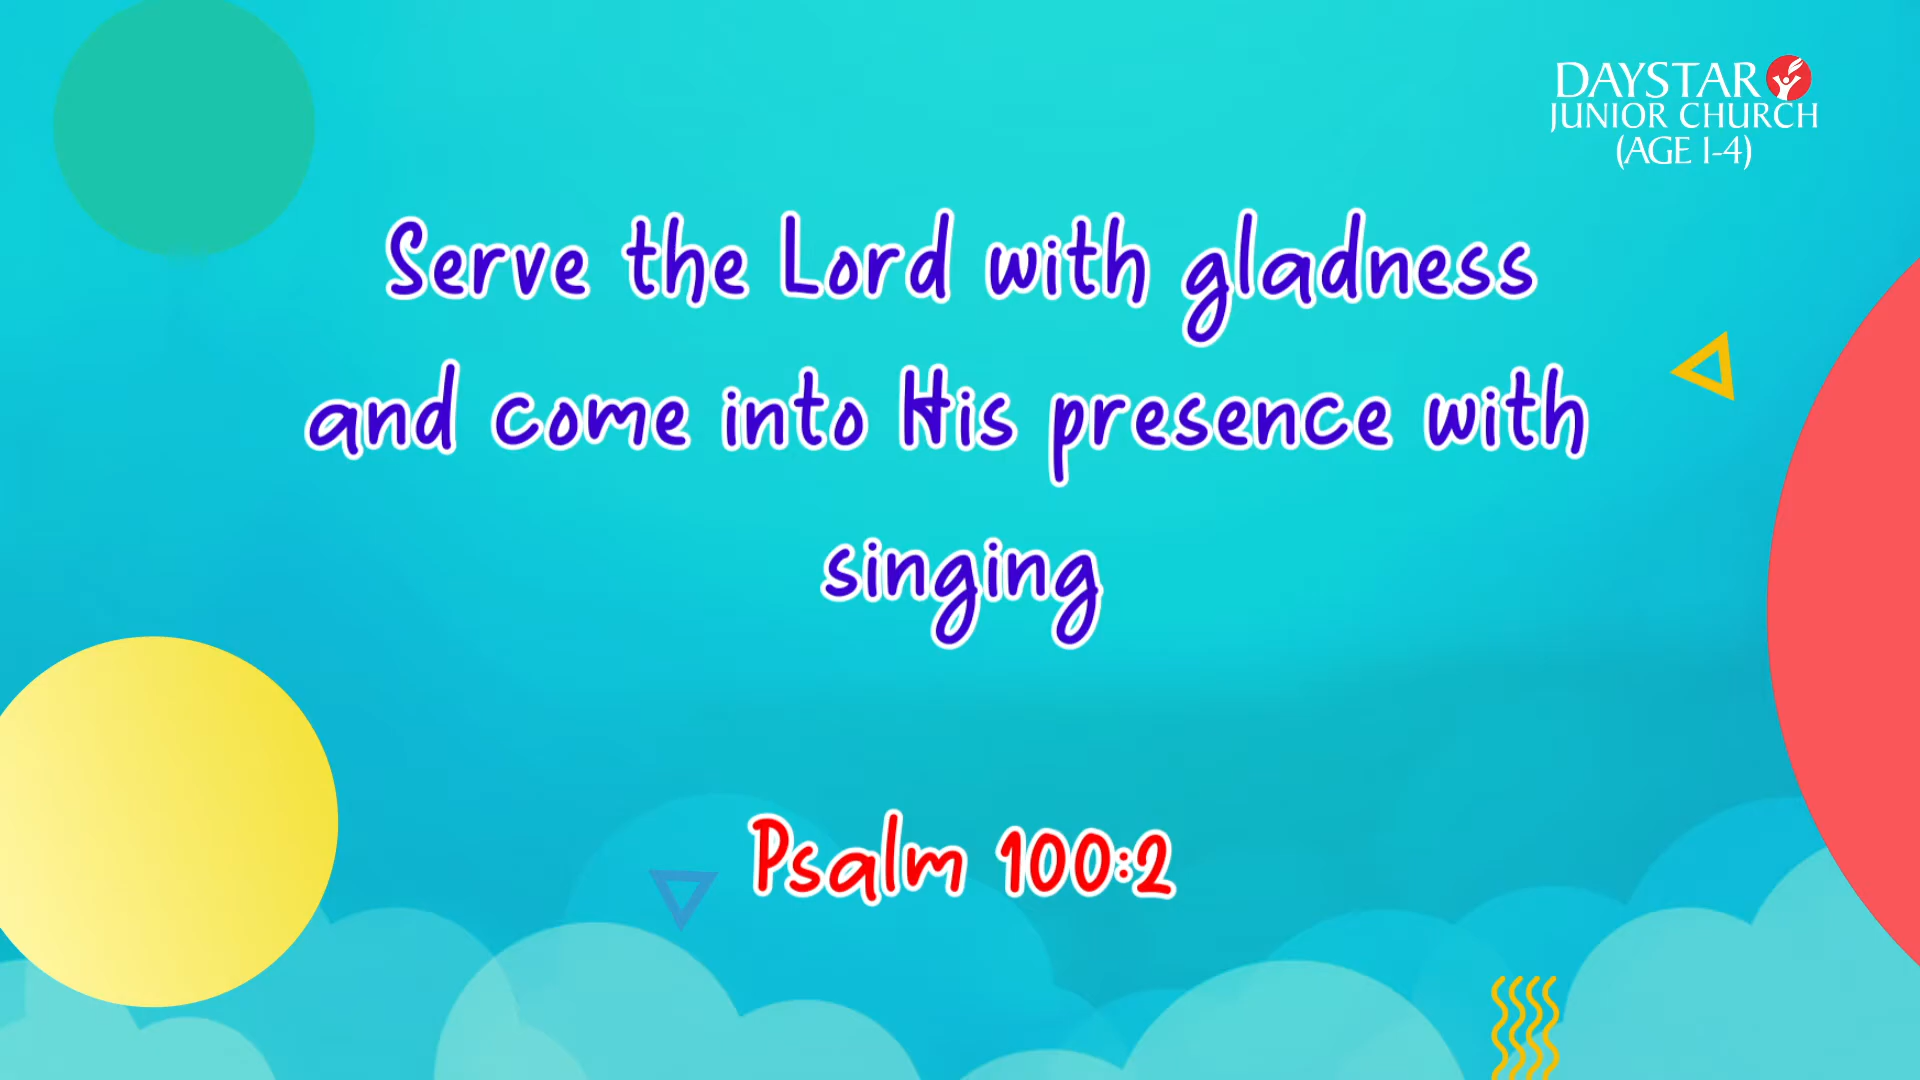 DAYSTAR
JUNIOR CHURCH
(AGE 1-4)
Serve the Lord with gladness
and come into His presence with
singing
Psalm 100:2